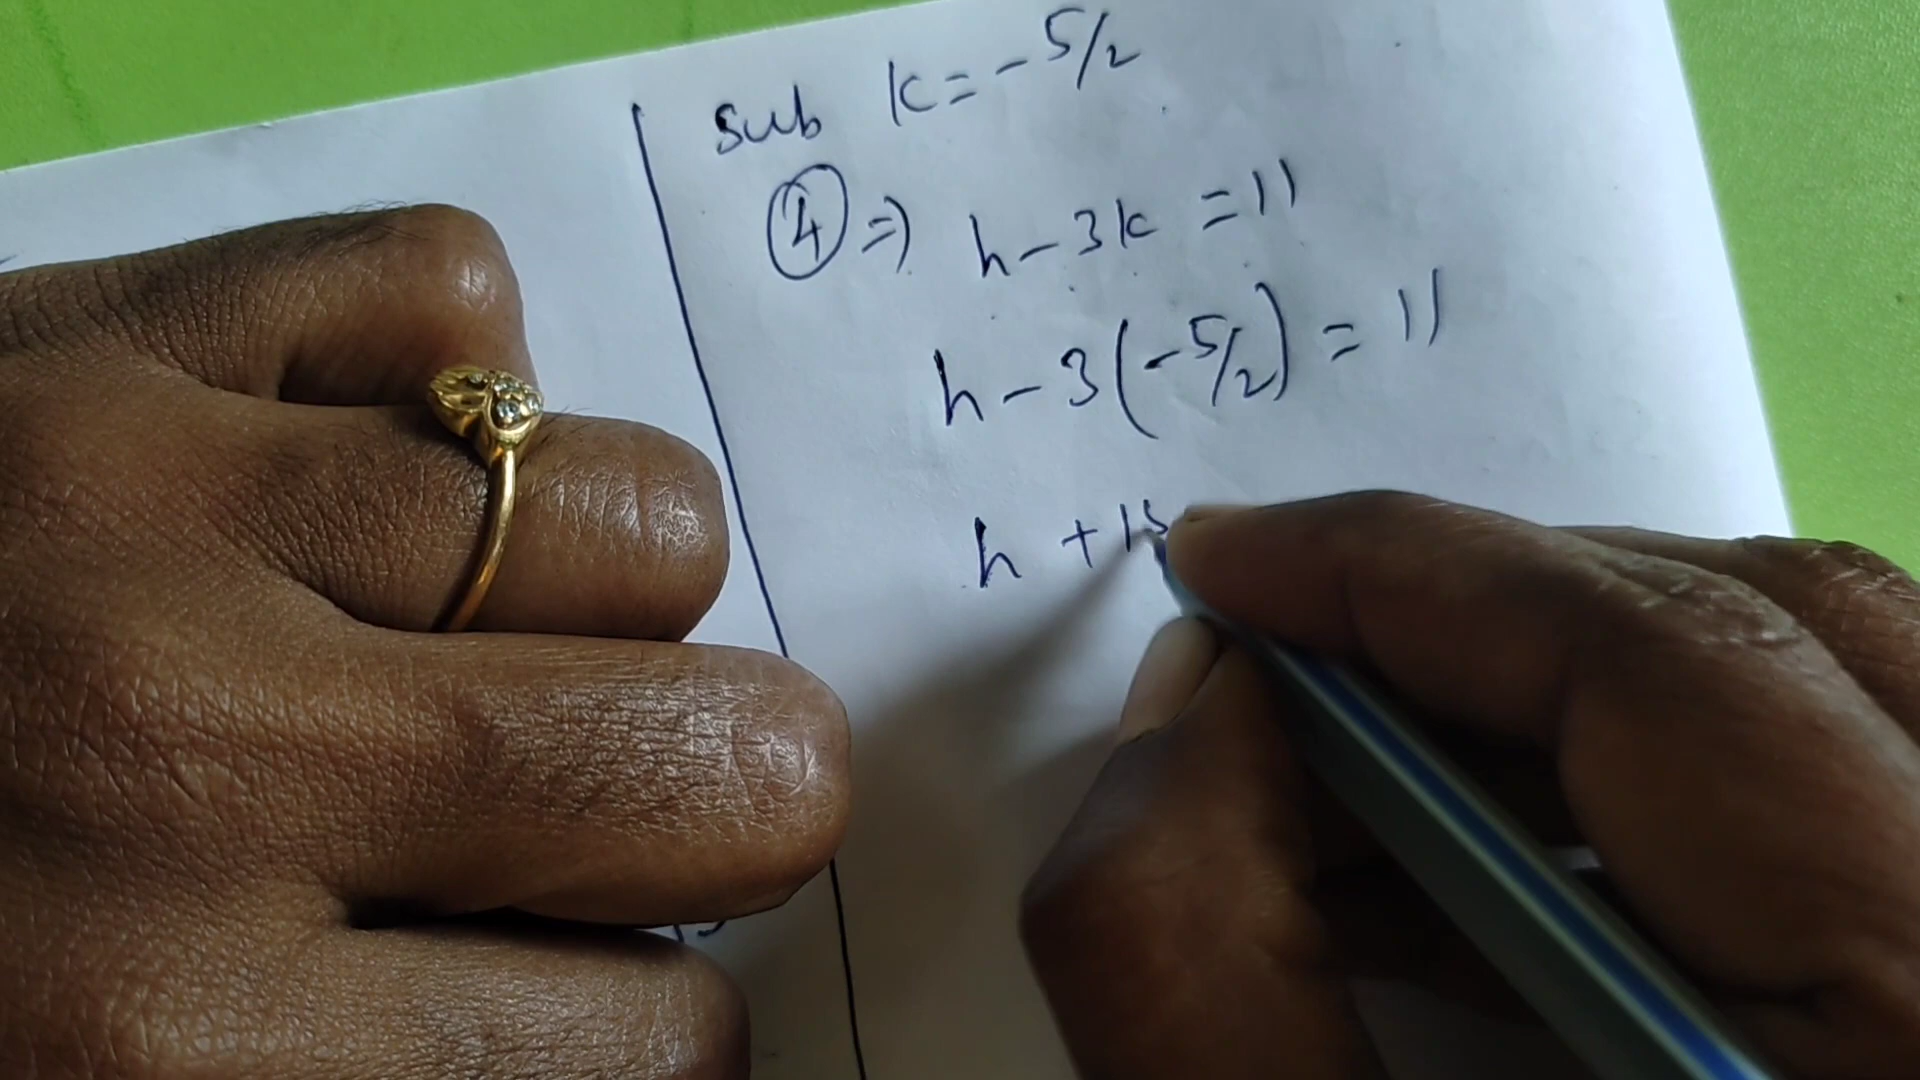 Sub k = - 5/2
④ ⇒ h - 3k = 11
h - 3(- 5/2) = 11
h + 15